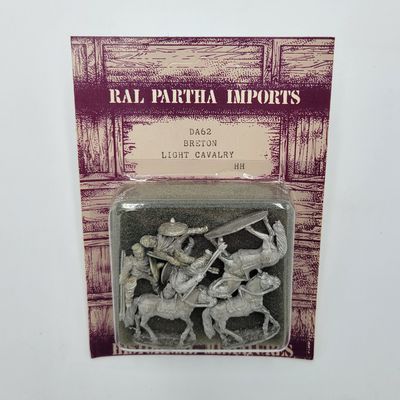 RAL PARTHA IMPORTS
DA62
BRETON
LIGHT CAVALRY
HH